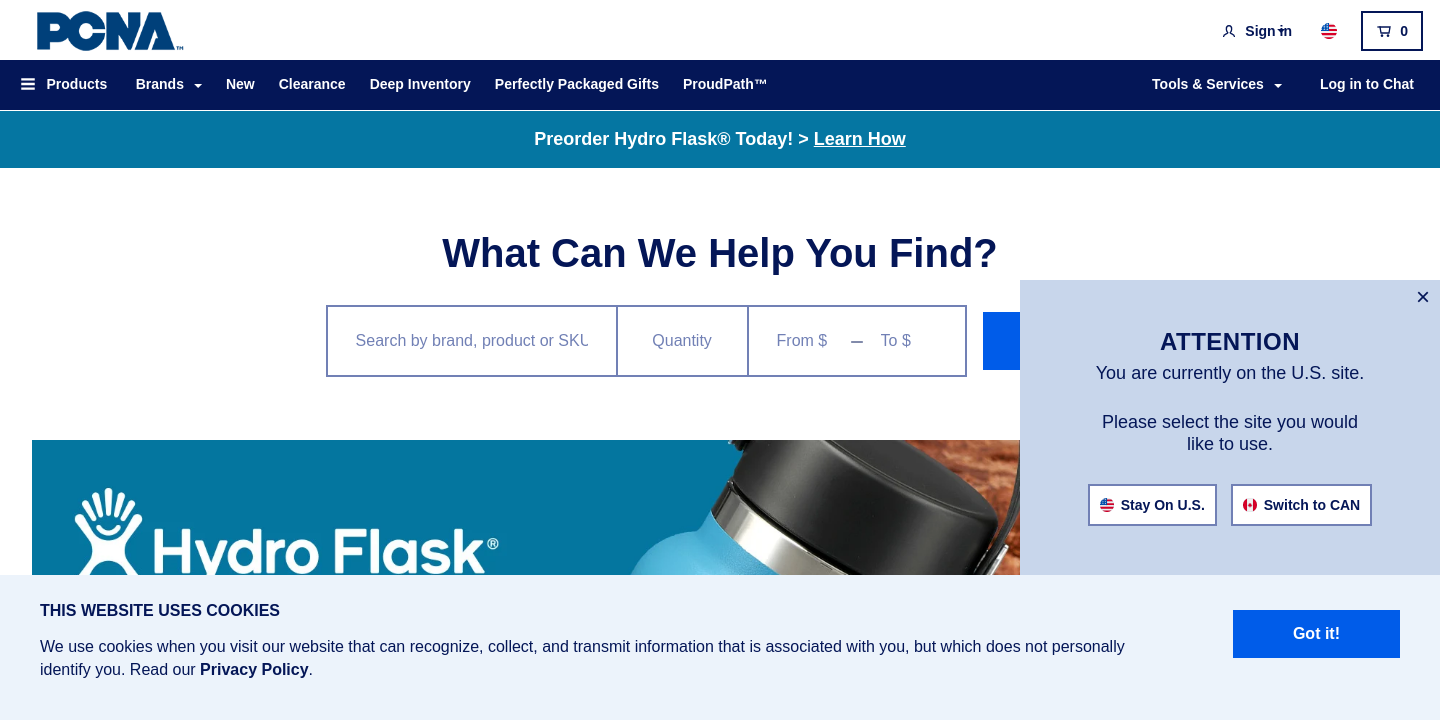 PCNA™
Sign in
0
Products
Brands
New
Clearance
Deep Inventory
Perfectly Packaged Gifts
ProudPath™
Tools & Services
Log in to Chat
Preorder Hydro Flask® Today! > Learn How
What Can We Help You Find?
Search by brand, product or SKU
Quantity
From $
–
To $
×
ATTENTION
You are currently on the U.S. site.
Please select the site you would
like to use.
Stay On U.S.
Switch to CAN
Hydro Flask®
THIS WEBSITE USES COOKIES
We use cookies when you visit our website that can recognize, collect, and transmit information that is associated with you, but which does not personally
identify you. Read our Privacy Policy.
Got it!